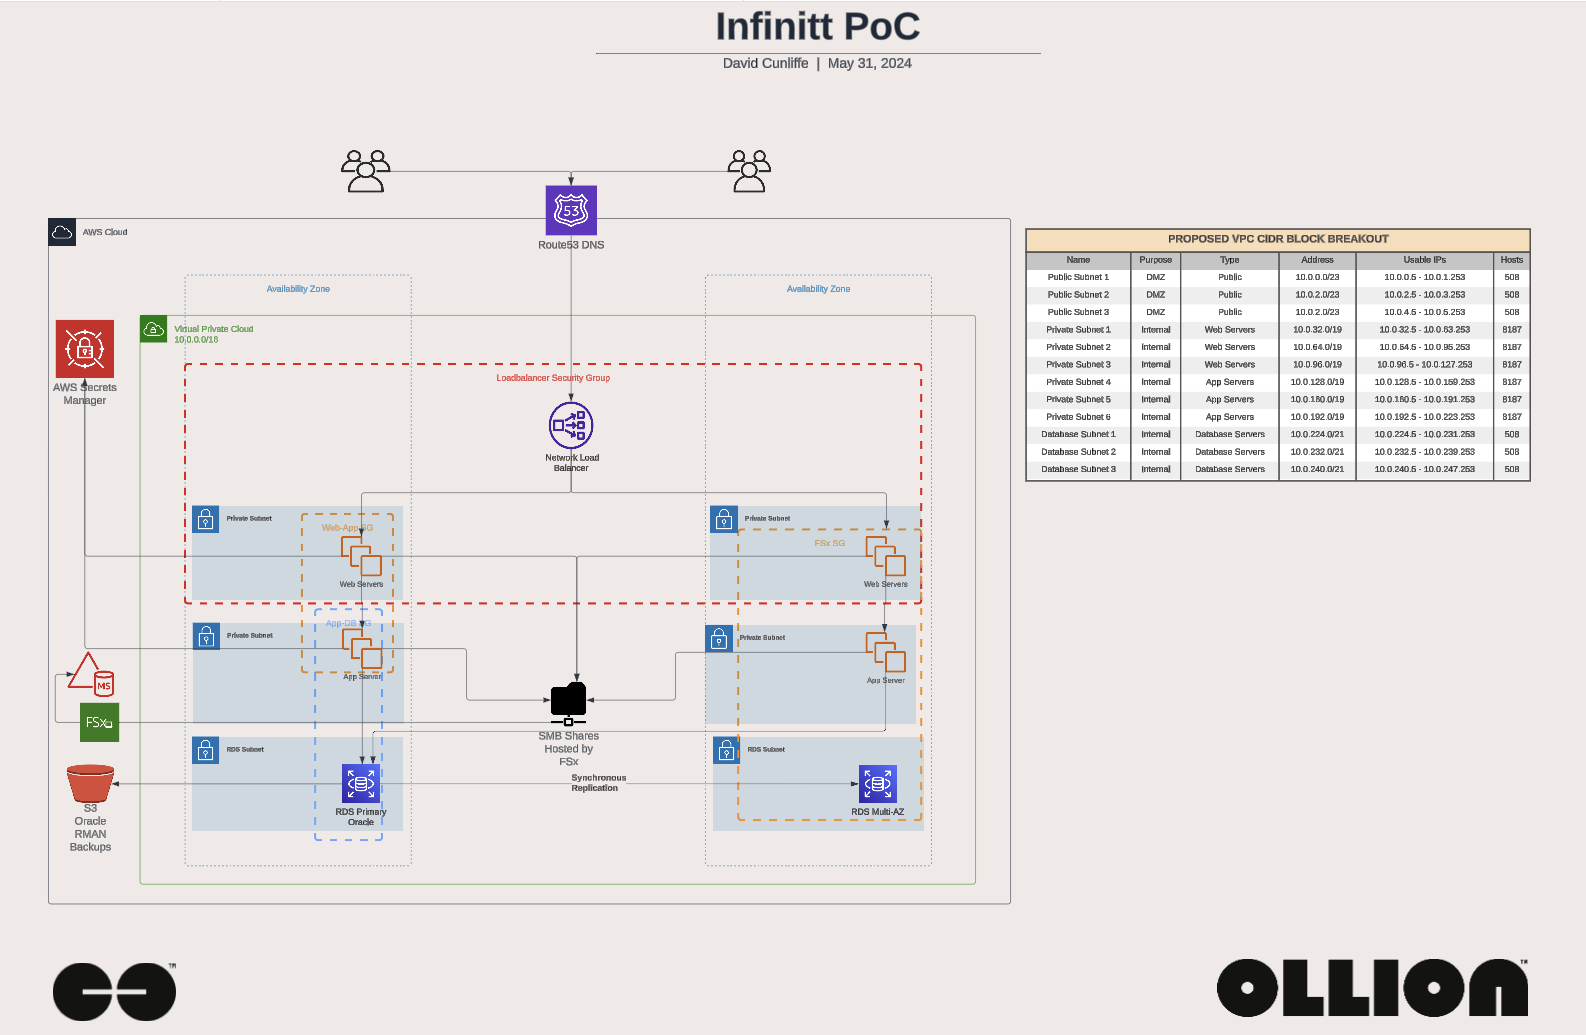 Infinitt PoC
David Cunliffe | May 31, 2024
53
Route53 DNS
AWS Cloud
Availability Zone
Availability Zone
Virtual Private Cloud
10.0.0.0/16
AWS Secrets
Manager
Loadbalancer Security Group
Network Load
Balancer
Private Subnet
Web-App SG
Web Servers
Private Subnet
FSx SG
Web Servers
Private Subnet
App-DB SG
App Server
Private Subnet
App Server
MS
FSx
SMB Shares
Hosted by
FSx
RDS Subnet
RDS Primary
Oracle
Synchronous
Replication
RDS Subnet
RDS Multi-AZ
S3
Oracle
RMAN
Backups
PROPOSED VPC CIDR BLOCK BREAKOUT
Name Purpose Type Address Usable IPs Hosts
Public Subnet 1 DMZ Public 10.0.0.0/23 10.0.0.5 - 10.0.1.253 508
Public Subnet 2 DMZ Public 10.0.2.0/23 10.0.2.5 - 10.0.3.253 508
Public Subnet 3 DMZ Public 10.0.2.0/23 10.0.4.5 - 10.0.5.253 508
Private Subnet 1 Internal Web Servers 10.0.32.0/19 10.0.32.5 - 10.0.63.253 8187
Private Subnet 2 Internal Web Servers 10.0.64.0/19 10.0.64.5 - 10.0.95.253 8187
Private Subnet 3 Internal Web Servers 10.0.96.0/19 10.0.96.5 - 10.0.127.253 8187
Private Subnet 4 Internal App Servers 10.0.128.0/19 10.0.128.5 - 10.0.159.253 8187
Private Subnet 5 Internal App Servers 10.0.160.0/19 10.0.160.5 - 10.0.191.253 8187
Private Subnet 6 Internal App Servers 10.0.192.0/19 10.0.192.5 - 10.0.223.253 8187
Database Subnet 1 Internal Database Servers 10.0.224.0/21 10.0.224.5 - 10.0.231.253 508
Database Subnet 2 Internal Database Servers 10.0.232.0/21 10.0.232.5 - 10.0.239.253 508
Database Subnet 3 Internal Database Servers 10.0.240.0/21 10.0.240.5 - 10.0.247.253 508
TM
OLLION TM